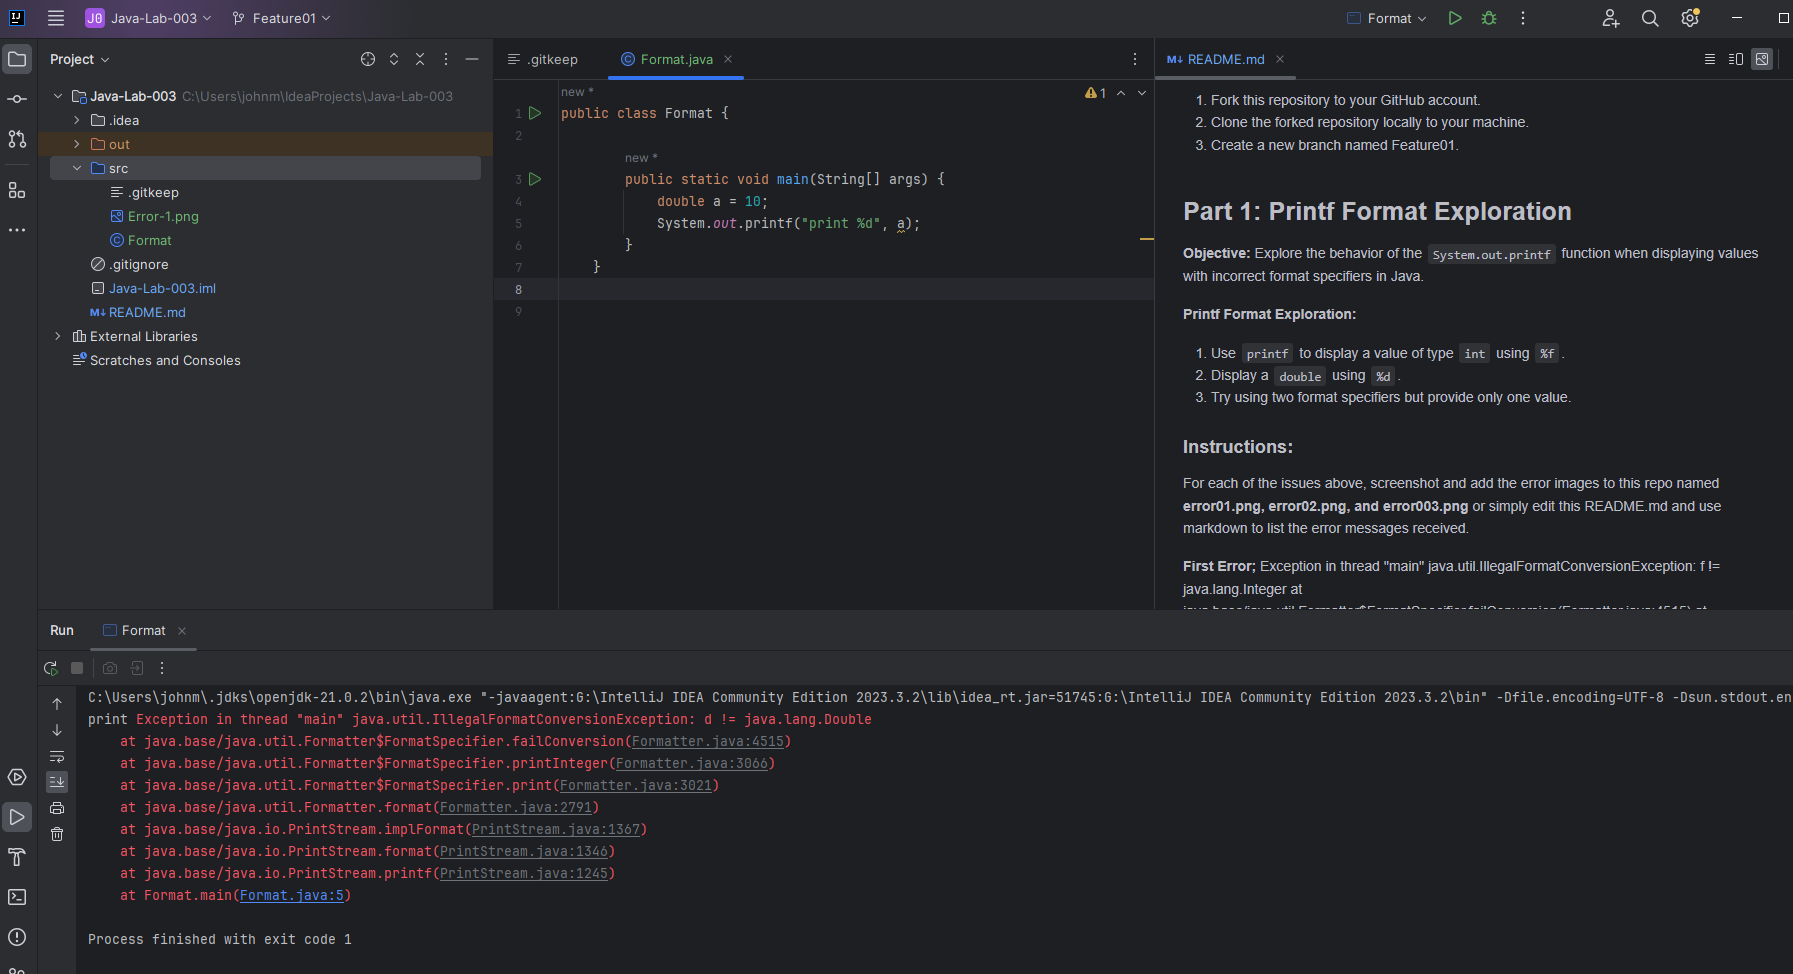 J0 Java-Lab-003 Feature01 Format
Project
Java-Lab-003 C:\Users\johnm\IdeaProjects\Java-Lab-003
.idea
out
src
.gitkeep
Error-1.png
Format
.gitignore
Java-Lab-003.iml
M↓ README.md
External Libraries
Scratches and Consoles
.gitkeep Format.java
1
new *
1 public class Format {
2
new *
3 public static void main(String[] args) {
4 double a = 10;
5 System.out.printf("print %d", a);
6 }
7 }
8
9
M↓ README.md
1. Fork this repository to your GitHub account.
2. Clone the forked repository locally to your machine.
3. Create a new branch named Feature01.
Part 1: Printf Format Exploration
Objective: Explore the behavior of the System.out.printf function when displaying values
with incorrect format specifiers in Java.
Printf Format Exploration:
1. Use printf to display a value of type int using %f .
2. Display a double using %d .
3. Try using two format specifiers but provide only one value.
Instructions:
For each of the issues above, screenshot and add the error images to this repo named
error01.png, error02.png, and error003.png or simply edit this README.md and use
markdown to list the error messages received.
First Error; Exception in thread "main" java.util.IllegalFormatConversionException: f !=
java.lang.Integer at
java.base/java.util.Formatter$FormatSpecifier.failConversion(Formatter.java:4515) at
Run Format
C:\Users\johnm\.jdks\openjdk-21.0.2\bin\java.exe "-javaagent:G:\IntelliJ IDEA Community Edition 2023.3.2\lib\idea_rt.jar=51745:G:\IntelliJ IDEA Community Edition 2023.3.2\bin" -Dfile.encoding=UTF-8 -Dsun.stdout.en
print Exception in thread "main" java.util.IllegalFormatConversionException: d != java.lang.Double
at java.base/java.util.Formatter$FormatSpecifier.failConversion(Formatter.java:4515)
at java.base/java.util.Formatter$FormatSpecifier.printInteger(Formatter.java:3066)
at java.base/java.util.Formatter$FormatSpecifier.print(Formatter.java:3021)
at java.base/java.util.Formatter.format(Formatter.java:2791)
at java.base/java.io.PrintStream.implFormat(PrintStream.java:1367)
at java.base/java.io.PrintStream.format(PrintStream.java:1346)
at java.base/java.io.PrintStream.printf(PrintStream.java:1245)
at Format.main(Format.java:5)
Process finished with exit code 1